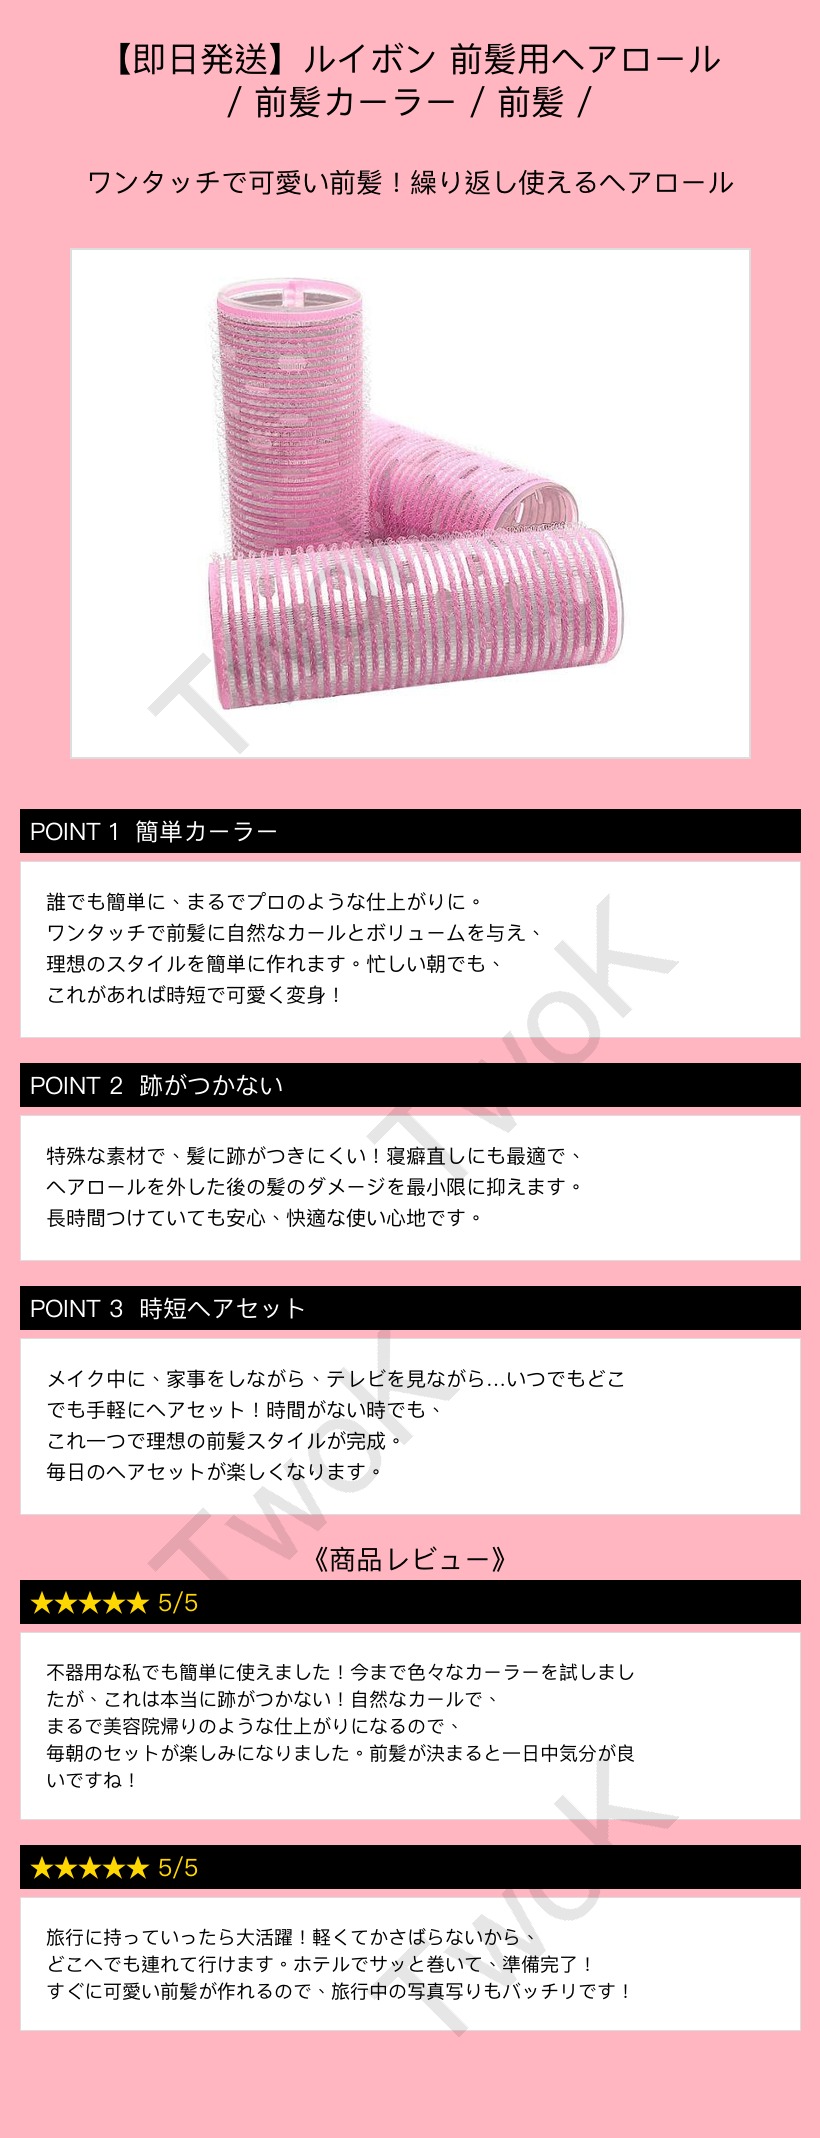 【即日発送】ルイボン 前髪用ヘアロール
/ 前髪カーラー / 前髪 /
ワンタッチで可愛い前髪！繰り返し使えるヘアロール
TwoK
POINT 1 簡単カーラー
誰でも簡単に、まるでプロのような仕上がりに。
ワンタッチで前髪に自然なカールとボリュームを与え、
理想のスタイルを簡単に作れます。忙しい朝でも、
これがあれば時短で可愛く変身！
TwoK
POINT 2 跡がつかない
特殊な素材で、髪に跡がつきにくい！寝癖直しにも最適で、
ヘアロールを外した後の髪のダメージを最小限に抑えます。
長時間つけていても安心、快適な使い心地です。
POINT 3 時短ヘアセット
メイク中に、家事をしながら、テレビを見ながら…いつでもどこ
でも手軽にヘアセット！時間がない時でも、
これ一つで理想の前髪スタイルが完成。
毎日のヘアセットが楽しくなります。
TwoK
《商品レビュー》
★★★★★ 5/5
不器用な私でも簡単に使えました！今まで色々なカーラーを試しまし
たが、これは本当に跡がつかない！自然なカールで、
まるで美容院帰りのような仕上がりになるので、
毎朝のセットが楽しみになりました。前髪が決まると一日中気分が良
いですね！
★★★★★ 5/5
旅行に持っていったら大活躍！軽くてかさばらないから、
どこへでも連れて行けます。ホテルでサッと巻いて、準備完了！
すぐに可愛い前髪が作れるので、旅行中の写真写りもバッチリです！
TwoK